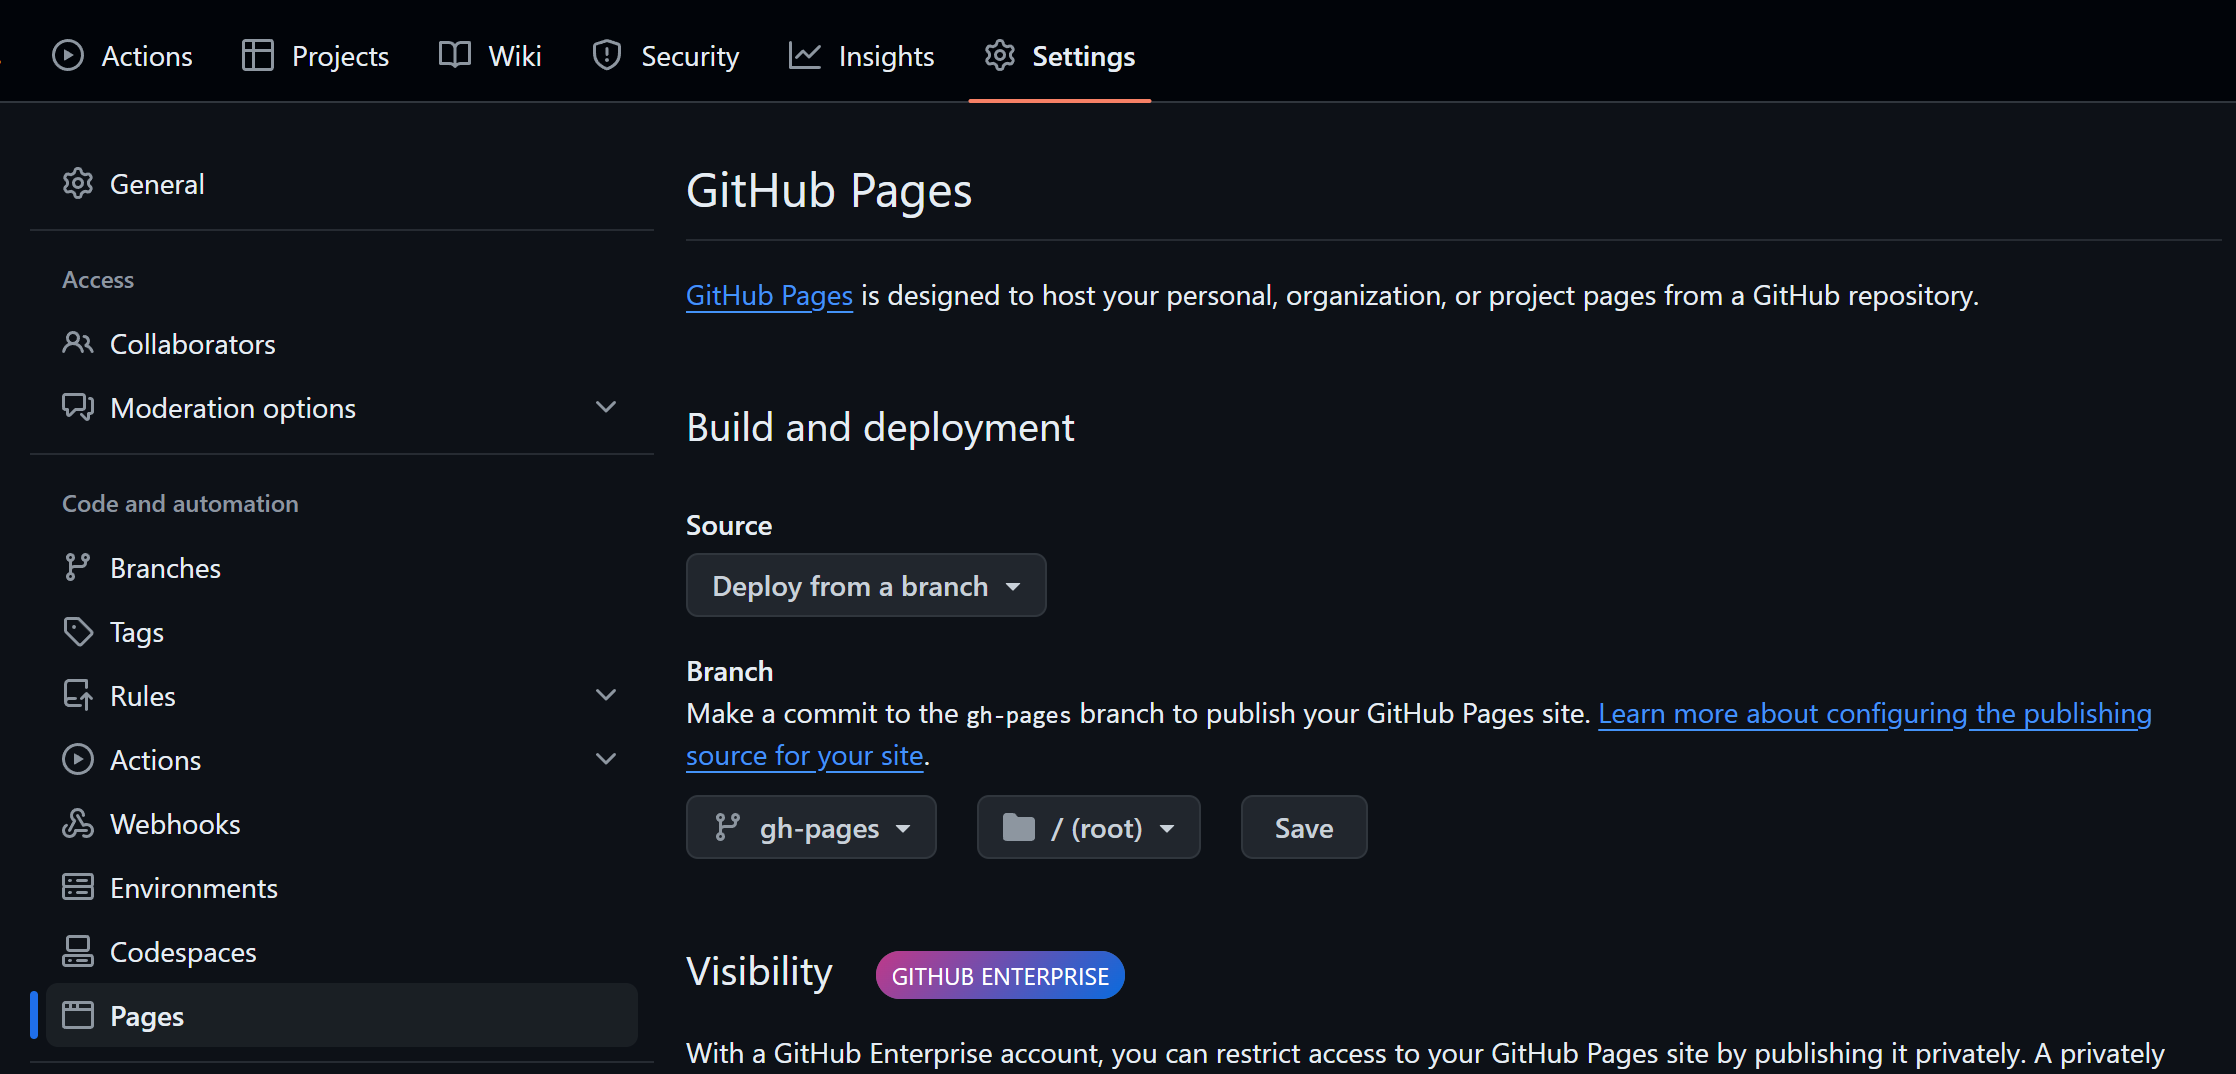 Actions Projects Wiki Security Insights Settings
General
Access
Collaborators
Moderation options
Code and automation
Branches
Tags
Rules
Actions
Webhooks
Environments
Codespaces
Pages
GitHub Pages
GitHub Pages is designed to host your personal, organization, or project pages from a GitHub repository.
Build and deployment
Source
Deploy from a branch
Branch
Make a commit to the gh-pages branch to publish your GitHub Pages site. Learn more about configuring the publishing
source for your site.
gh-pages / (root) Save
Visibility GITHUB ENTERPRISE
With a GitHub Enterprise account, you can restrict access to your GitHub Pages site by publishing it privately. A privately